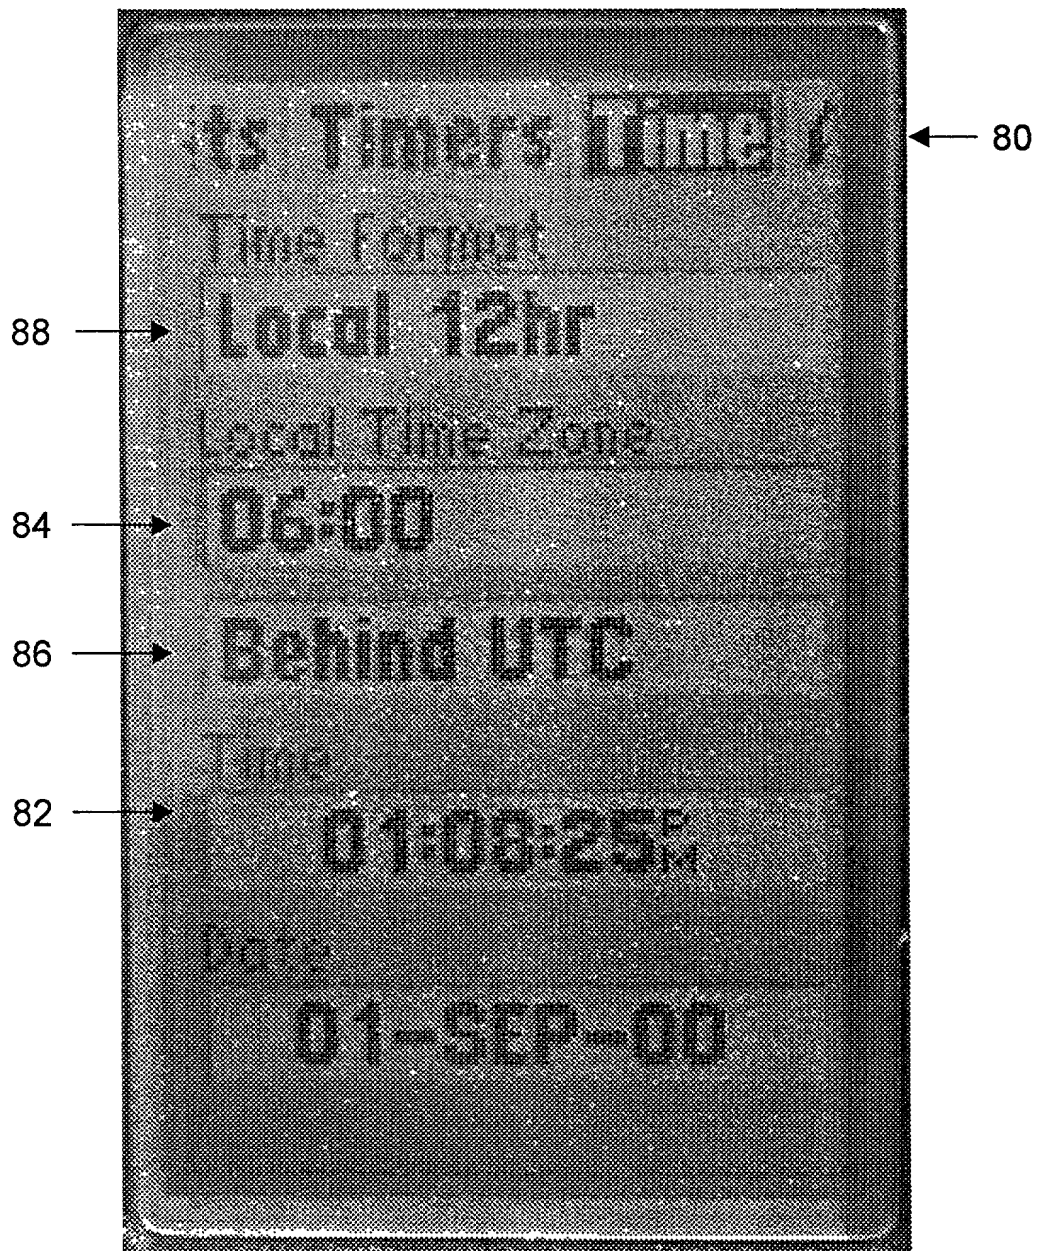 ts Timers Time 80
Time Format
88 Local 12hr
Local Time Zone
84 06:00
86 Behind UTC
Time
82 01:08:25PM
Date
01-SEP-00